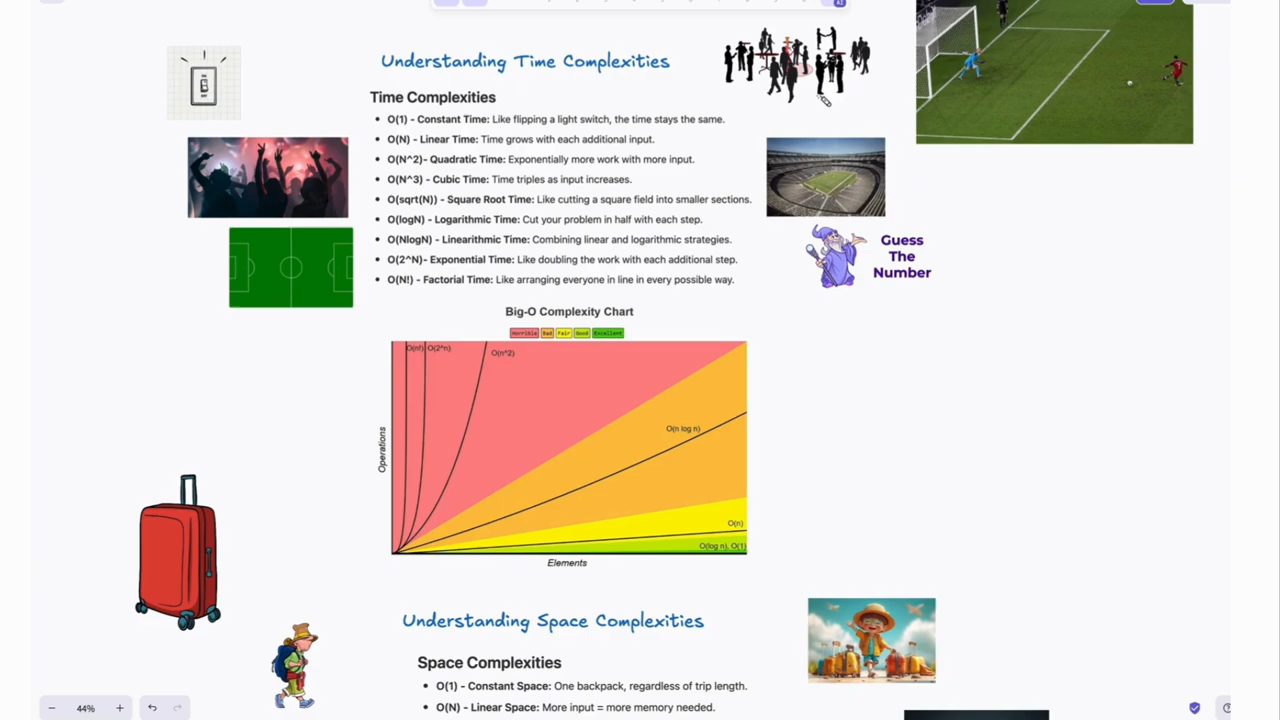 Understanding Time Complexities
Time Complexities
O(1) - Constant Time: Like flipping a light switch, the time stays the same.
O(N) - Linear Time: Time grows with each additional input.
O(N^2)- Quadratic Time: Exponentially more work with more input.
O(N^3) - Cubic Time: Time triples as input increases.
O(sqrt(N)) - Square Root Time: Like cutting a square field into smaller sections.
O(logN) - Logarithmic Time: Cut your problem in half with each step.
O(NlogN) - Linearithmic Time: Combining linear and logarithmic strategies.
O(2^N)- Exponential Time: Like doubling the work with each additional step.
O(N!) - Factorial Time: Like arranging everyone in line in every possible way.
Guess
The
Number
Big-O Complexity Chart
Horrible Bad Fair Good Excellent
O(n!) O(2^n)
O(n^2)
O(n log n)
O(n)
O(log n), O(1)
Operations
Elements
Understanding Space Complexities
Space Complexities
O(1) - Constant Space: One backpack, regardless of trip length.
O(N) - Linear Space: More input = more memory needed.
44%